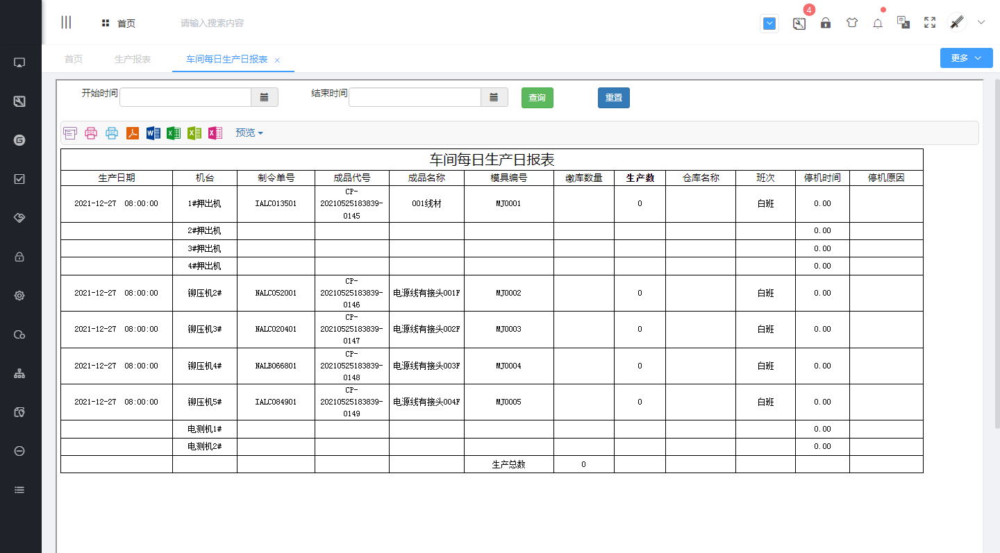 首页
请输入搜索内容
4
中
A
首页
生产报表
车间每日生产日报表 ×
更多
开始时间
结束时间
查询
重置
预览
车间每日生产日报表
生产日期 机台 制令单号 成品代号 成品名称 模具编号 缴库数量 生产数 仓库名称 班次 停机时间 停机原因
2021-12-27 08:00:00 1#押出机 IALC013501 CP-20210525183839-0145 001线材 MJ0001 0 白班 0.00
2#押出机 0.00
3#押出机 0.00
4#押出机 0.00
2021-12-27 08:00:00 铆压机2# NALC052001 CP-20210525183839-0146 电源线有接头001F MJ0002 0 白班 0.00
2021-12-27 08:00:00 铆压机3# NALC020401 CP-20210525183839-0147 电源线有接头002F MJ0003 0 白班 0.00
2021-12-27 08:00:00 铆压机4# NALB066801 CP-20210525183839-0148 电源线有接头003F MJ0004 0 白班 0.00
2021-12-27 08:00:00 铆压机5# IALC084901 CP-20210525183839-0149 电源线有接头004F MJ0005 0 白班 0.00
电测机1# 0.00
电测机2# 0.00
生产总数 0